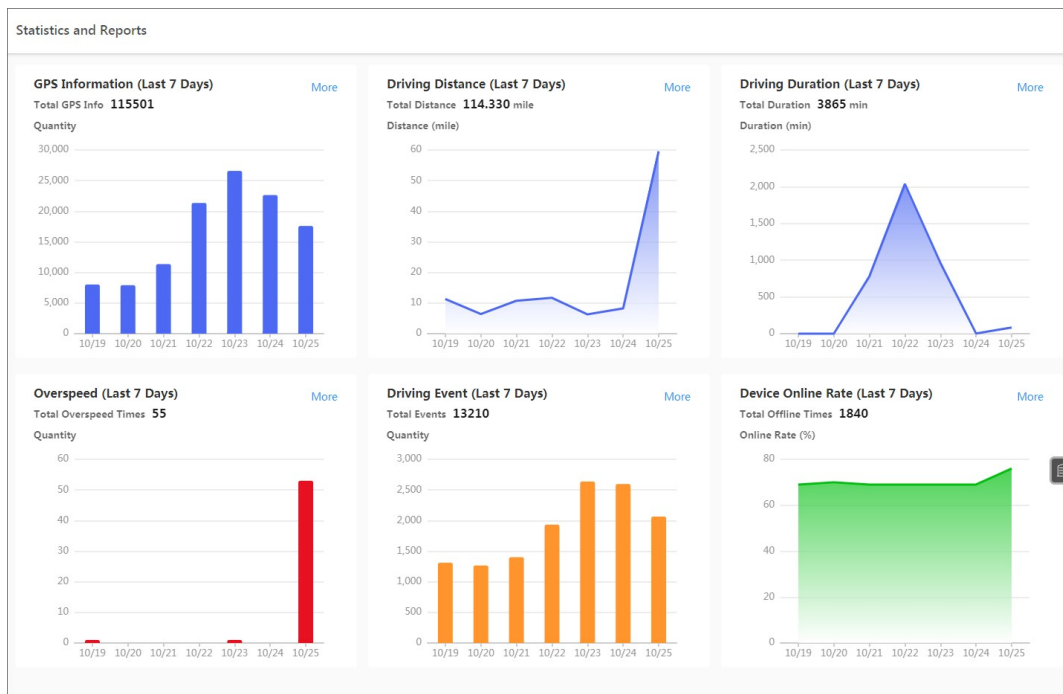 Statistics and Reports
GPS Information (Last 7 Days)
More
Total GPS Info 115501
Quantity
30,000
25,000
20,000
15,000
10,000
5,000
0
10/19 10/20 10/21 10/22 10/23 10/24 10/25
Driving Distance (Last 7 Days)
More
Total Distance 114.330 mile
Distance (mile)
60
50
40
30
20
10
0
10/19 10/20 10/21 10/22 10/23 10/24 10/25
Driving Duration (Last 7 Days)
More
Total Duration 3865 min
Duration (min)
2,500
2,000
1,500
1,000
500
0
10/19 10/20 10/21 10/22 10/23 10/24 10/25
Overspeed (Last 7 Days)
More
Total Overspeed Times 55
Quantity
60
50
40
30
20
10
0
10/19 10/20 10/21 10/22 10/23 10/24 10/25
Driving Event (Last 7 Days)
More
Total Events 13210
Quantity
3,000
2,500
2,000
1,500
1,000
500
0
10/19 10/20 10/21 10/22 10/23 10/24 10/25
Device Online Rate (Last 7 Days)
More
Total Offline Times 1840
Online Rate (%)
80
60
40
20
0
10/19 10/20 10/21 10/22 10/23 10/24 10/25